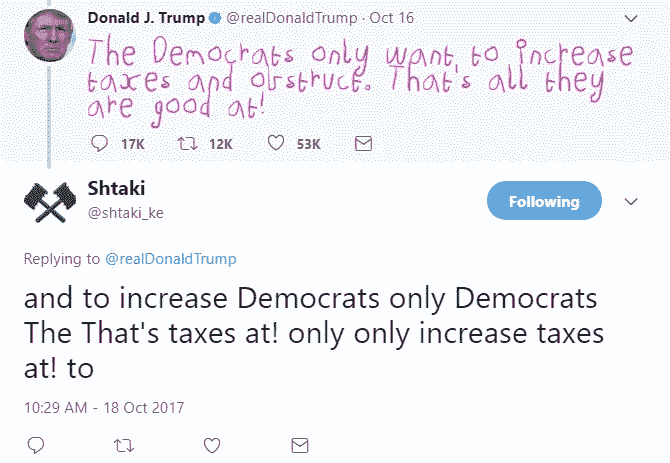 Donald J. Trump @realDonaldTrump · Oct 16
The Democrats only want to increase
taxes and obstruct. That's all they
are good at!
17K 12K 53K
Shtaki
@shtaki_ke
Following
Replying to @realDonaldTrump
and to increase Democrats only Democrats
The That's taxes at! only only increase taxes
at! to
10:29 AM - 18 Oct 2017